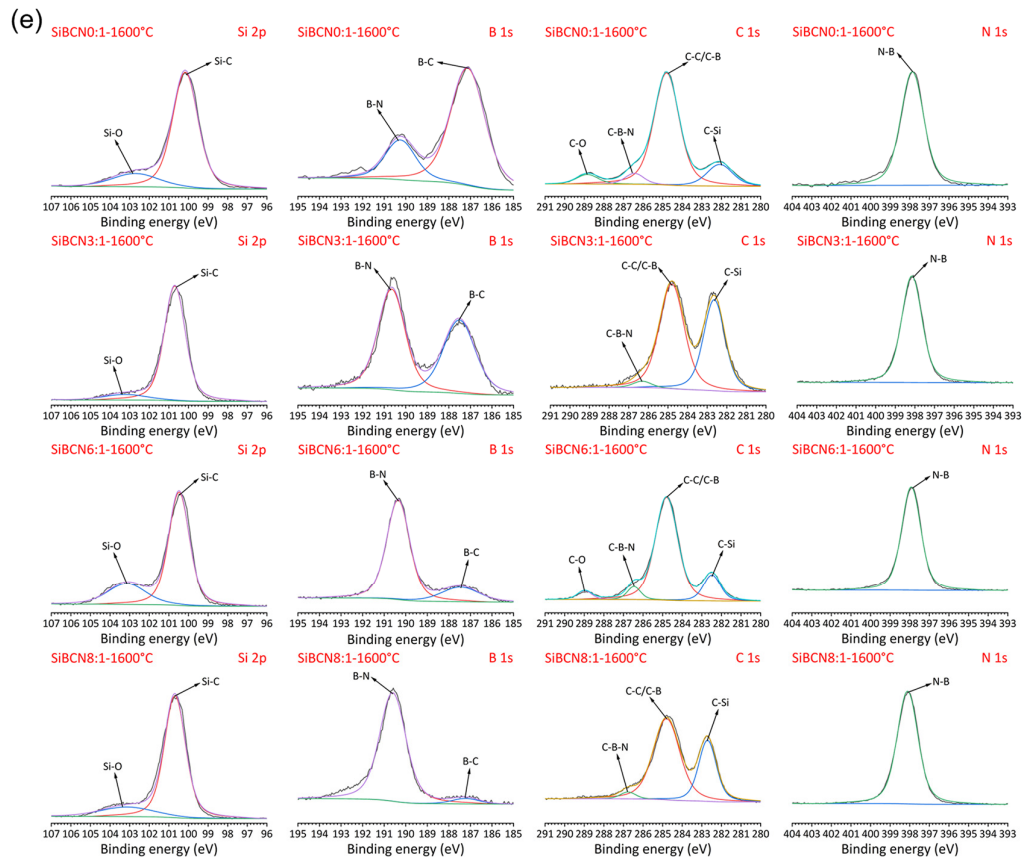 (e)
SiBCN0:1-1600°C Si 2p
Si-C
Si-O
107 106 105 104 103 102 101 100 99 98 97 96
Binding energy (eV)
SiBCN0:1-1600°C B 1s
B-C
B-N
195 194 193 192 191 190 189 188 187 186 185
Binding energy (eV)
SiBCN0:1-1600°C C 1s
C-C/C-B
C-B-N
C-Si
C-O
291 290 289 288 287 286 285 284 283 282 281 280
Binding energy (eV)
SiBCN0:1-1600°C N 1s
N-B
404 403 402 401 400 399 398 397 396 395 394 393
Binding energy (eV)
SiBCN3:1-1600°C Si 2p
Si-C
Si-O
107 106 105 104 103 102 101 100 99 98 97 96
Binding energy (eV)
SiBCN3:1-1600°C B 1s
B-N
B-C
195 194 193 192 191 190 189 188 187 186 185
Binding energy (eV)
SiBCN3:1-1600°C C 1s
C-C/C-B
C-Si
C-B-N
291 290 289 288 287 286 285 284 283 282 281 280
Binding energy (eV)
SiBCN3:1-1600°C N 1s
N-B
404 403 402 401 400 399 398 397 396 395 394 393
Binding energy (eV)
SiBCN6:1-1600°C Si 2p
Si-C
Si-O
107 106 105 104 103 102 101 100 99 98 97 96
Binding energy (eV)
SiBCN6:1-1600°C B 1s
B-N
B-C
195 194 193 192 191 190 189 188 187 186 185
Binding energy (eV)
SiBCN6:1-1600°C C 1s
C-C/C-B
C-B-N
C-Si
C-O
291 290 289 288 287 286 285 284 283 282 281 280
Binding energy (eV)
SiBCN6:1-1600°C N 1s
N-B
404 403 402 401 400 399 398 397 396 395 394 393
Binding energy (eV)
SiBCN8:1-1600°C Si 2p
Si-C
Si-O
107 106 105 104 103 102 101 100 99 98 97 96
Binding energy (eV)
SiBCN8:1-1600°C B 1s
B-N
B-C
195 194 193 192 191 190 189 188 187 186 185
Binding energy (eV)
SiBCN8:1-1600°C C 1s
C-C/C-B
C-Si
C-B-N
291 290 289 288 287 286 285 284 283 282 281 280
Binding energy (eV)
SiBCN8:1-1600°C N 1s
N-B
404 403 402 401 400 399 398 397 396 395 394 393
Binding energy (eV)